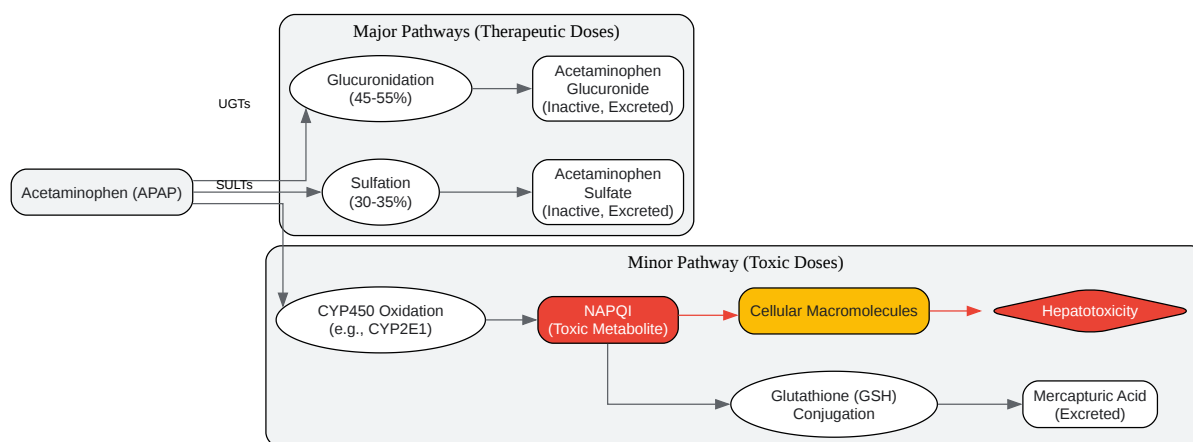 Major Pathways (Therapeutic Doses)
Glucuronidation
(45-55%)
Acetaminophen
Glucuronide
(Inactive, Excreted)
UGTs
Acetaminophen (APAP)
SULTs
Sulfation
(30-35%)
Acetaminophen
Sulfate
(Inactive, Excreted)
Minor Pathway (Toxic Doses)
CYP450 Oxidation
(e.g., CYP2E1)
NAPQI
(Toxic Metabolite)
Cellular Macromolecules
Hepatotoxicity
Glutathione (GSH)
Conjugation
Mercapturic Acid
(Excreted)